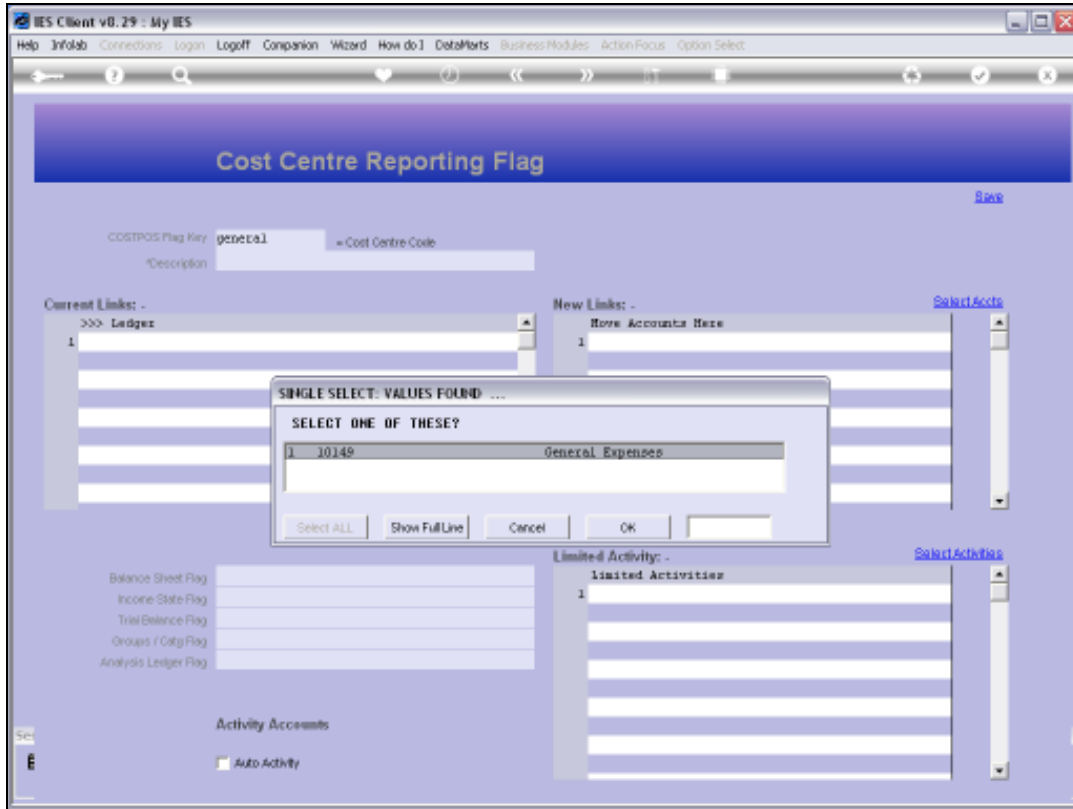 IES Client v8.29 : My IES
Help Infolab Connections Logon Logoff Companion Wizard How do I DataMarts Business Modules Action Focus Option Select
Cost Centre Reporting Flag
Save
COSTPOS Flag Key general = Cost Centre Code
*Description
Current Links: -
New Links: -
Select Accts
>>> Ledger
Move Accounts Here
1
1
SINGLE SELECT: VALUES FOUND ...
SELECT ONE OF THESE?
1 10149 General Expenses
Select ALL Show Full Line Cancel OK
Limited Activity: -
Select Activities
Limited Activities
1
Balance Sheet Flag
Income State Flag
Trial Balance Flag
Groups / Catg Flag
Analysis Ledger Flag
Activity Accounts
Auto Activity